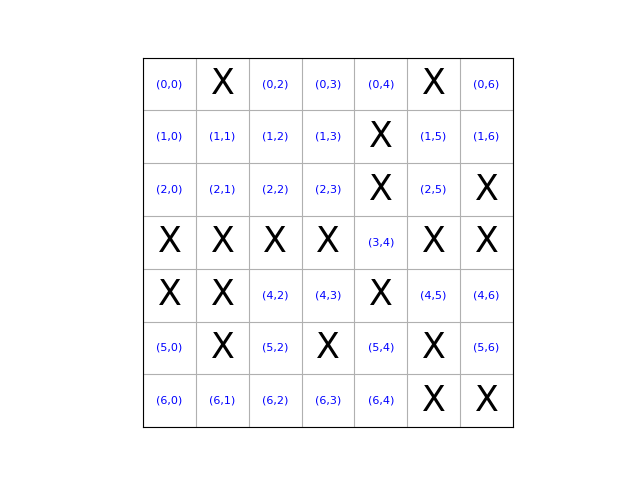 (0,0) X (0,2) (0,3) (0,4) X (0,6)
(1,0) (1,1) (1,2) (1,3) X (1,5) (1,6)
(2,0) (2,1) (2,2) (2,3) X (2,5) X
X X X X (3,4) X X
X X (4,2) (4,3) X (4,5) (4,6)
(5,0) X (5,2) X (5,4) X (5,6)
(6,0) (6,1) (6,2) (6,3) (6,4) X X